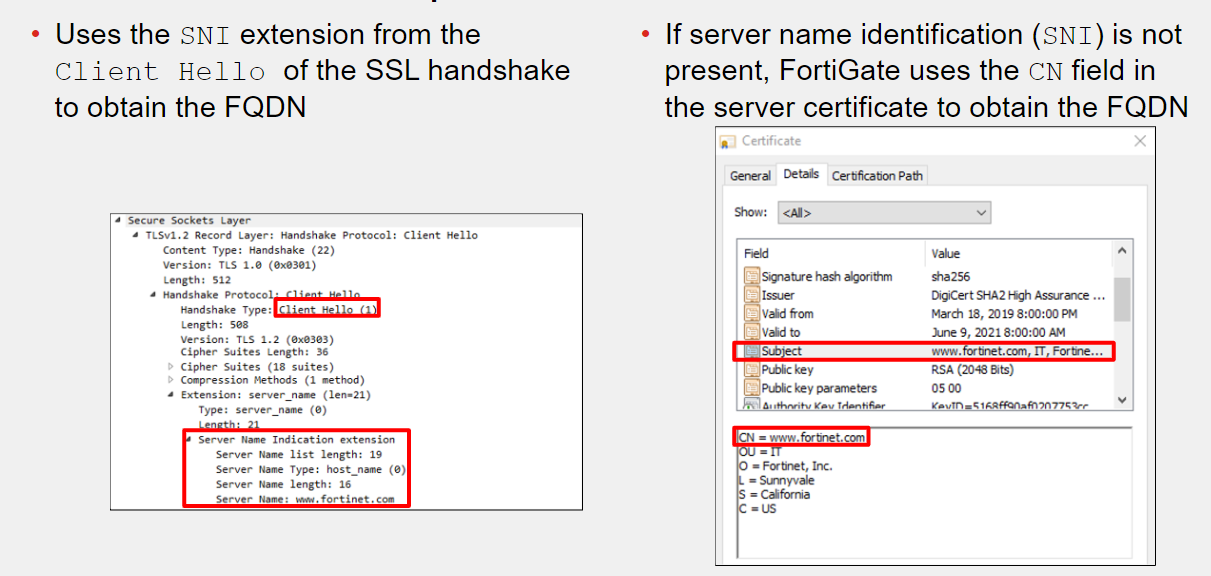 • Uses the SNI extension from the
Client Hello of the SSL handshake
to obtain the FQDN
• If server name identification (SNI) is not
present, FortiGate uses the CN field in
the server certificate to obtain the FQDN
Secure Sockets Layer
TLSv1.2 Record Layer: Handshake Protocol: Client Hello
Content Type: Handshake (22)
Version: TLS 1.0 (0x0301)
Length: 512
Handshake Protocol: Client Hello
Handshake Type: Client Hello (1)
Length: 508
Version: TLS 1.2 (0x0303)
Cipher Suites Length: 36
Cipher Suites (18 suites)
Compression Methods (1 method)
Extension: server_name (len=21)
Type: server_name (0)
Length: 21
Server Name Indication extension
Server Name list length: 19
Server Name Type: host_name (0)
Server Name length: 16
Server Name: www.fortinet.com
Certificate
General Details Certification Path
Show: <All>
Field Value
Signature hash algorithm sha256
Issuer DigiCert SHA2 High Assurance ...
Valid from March 18, 2019 8:00:00 PM
Valid to June 9, 2021 8:00:00 AM
Subject www.fortinet.com, IT, Fortine...
Public key RSA (2048 Bits)
Public key parameters 05 00
Authority Key Identifier KeyID=5168ff90af0207753cc
CN = www.fortinet.com
OU = IT
O = Fortinet, Inc.
L = Sunnyvale
S = California
C = US